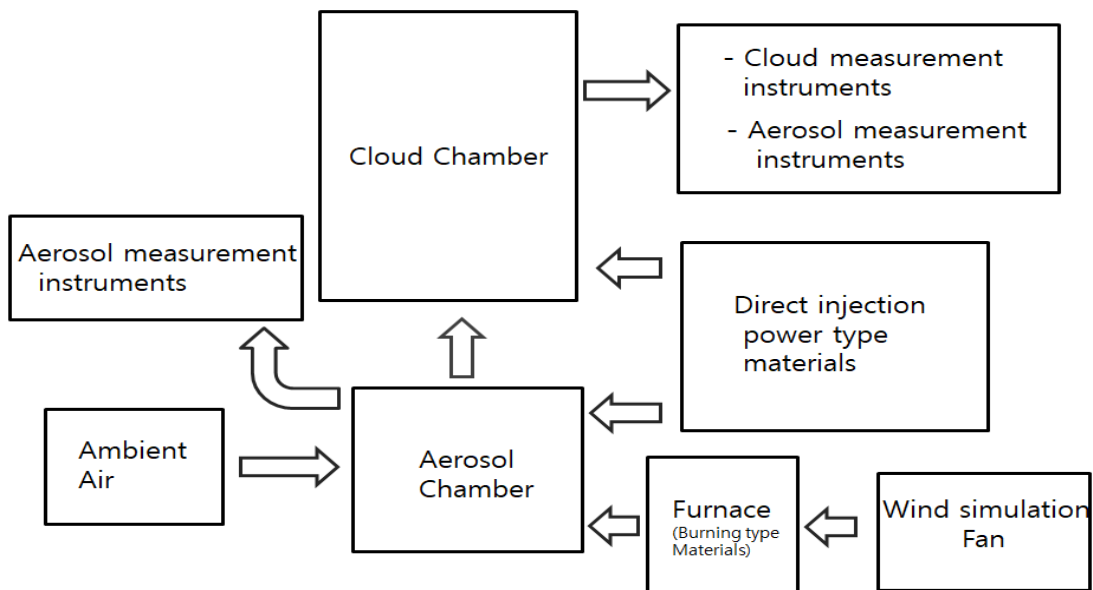 Cloud Chamber
- Cloud measurement
instruments
- Aerosol measurement
instruments
Aerosol measurement
instruments
Direct injection
power type
materials
Ambient
Air
Aerosol
Chamber
Furnace
(Burning type
Materials)
Wind simulation
Fan